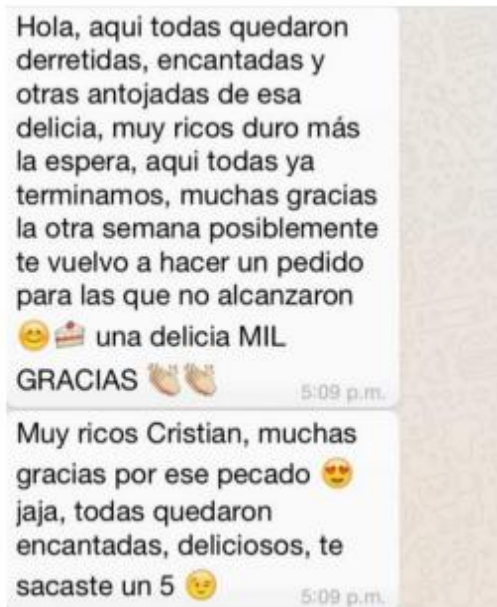 Hola, aqui todas quedaron
derretidas, encantadas y
otras antojadas de esa
delicia, muy ricos duro más
la espera, aqui todas ya
terminamos, muchas gracias
la otra semana posiblemente
te vuelvo a hacer un pedido
para las que no alcanzaron
😊🍰 una delicia MIL
GRACIAS 👏👏 5:09 p.m.
Muy ricos Cristian, muchas
gracias por ese pecado 😍
jaja, todas quedaron
encantadas, deliciosos, te
sacaste un 5 😉 5:09 p.m.